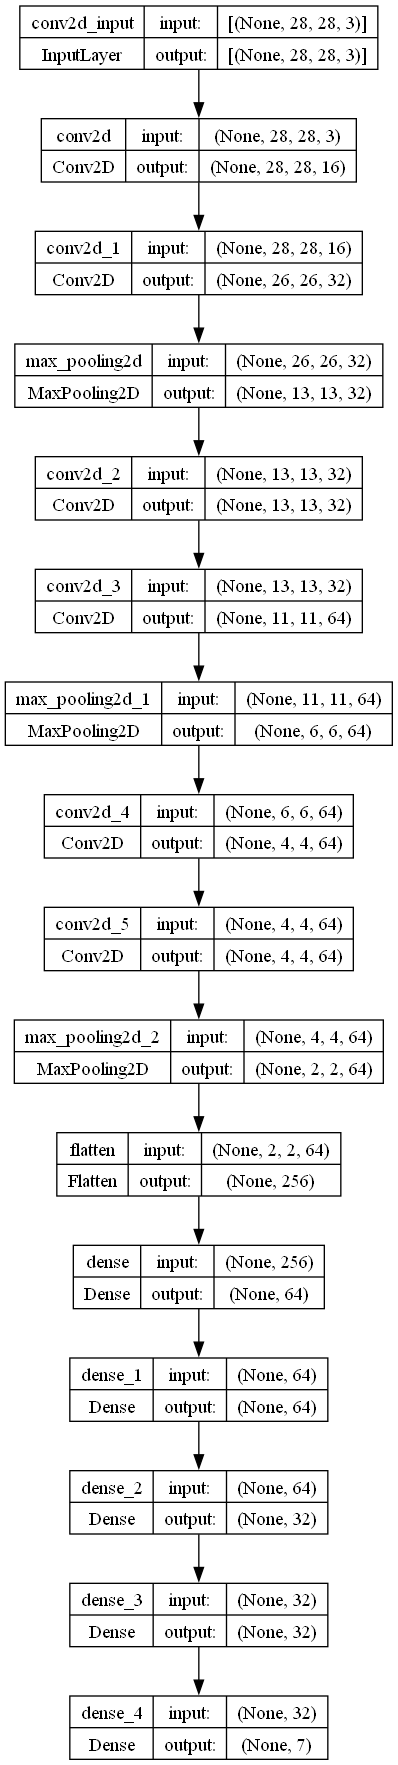 conv2d_input input: [(None, 28, 28, 3)]
InputLayer output: [(None, 28, 28, 3)]
conv2d input: (None, 28, 28, 3)
Conv2D output: (None, 28, 28, 16)
conv2d_1 input: (None, 28, 28, 16)
Conv2D output: (None, 26, 26, 32)
max_pooling2d input: (None, 26, 26, 32)
MaxPooling2D output: (None, 13, 13, 32)
conv2d_2 input: (None, 13, 13, 32)
Conv2D output: (None, 13, 13, 32)
conv2d_3 input: (None, 13, 13, 32)
Conv2D output: (None, 11, 11, 64)
max_pooling2d_1 input: (None, 11, 11, 64)
MaxPooling2D output: (None, 6, 6, 64)
conv2d_4 input: (None, 6, 6, 64)
Conv2D output: (None, 4, 4, 64)
conv2d_5 input: (None, 4, 4, 64)
Conv2D output: (None, 4, 4, 64)
max_pooling2d_2 input: (None, 4, 4, 64)
MaxPooling2D output: (None, 2, 2, 64)
flatten input: (None, 2, 2, 64)
Flatten output: (None, 256)
dense input: (None, 256)
Dense output: (None, 64)
dense_1 input: (None, 64)
Dense output: (None, 64)
dense_2 input: (None, 64)
Dense output: (None, 32)
dense_3 input: (None, 32)
Dense output: (None, 32)
dense_4 input: (None, 32)
Dense output: (None, 7)